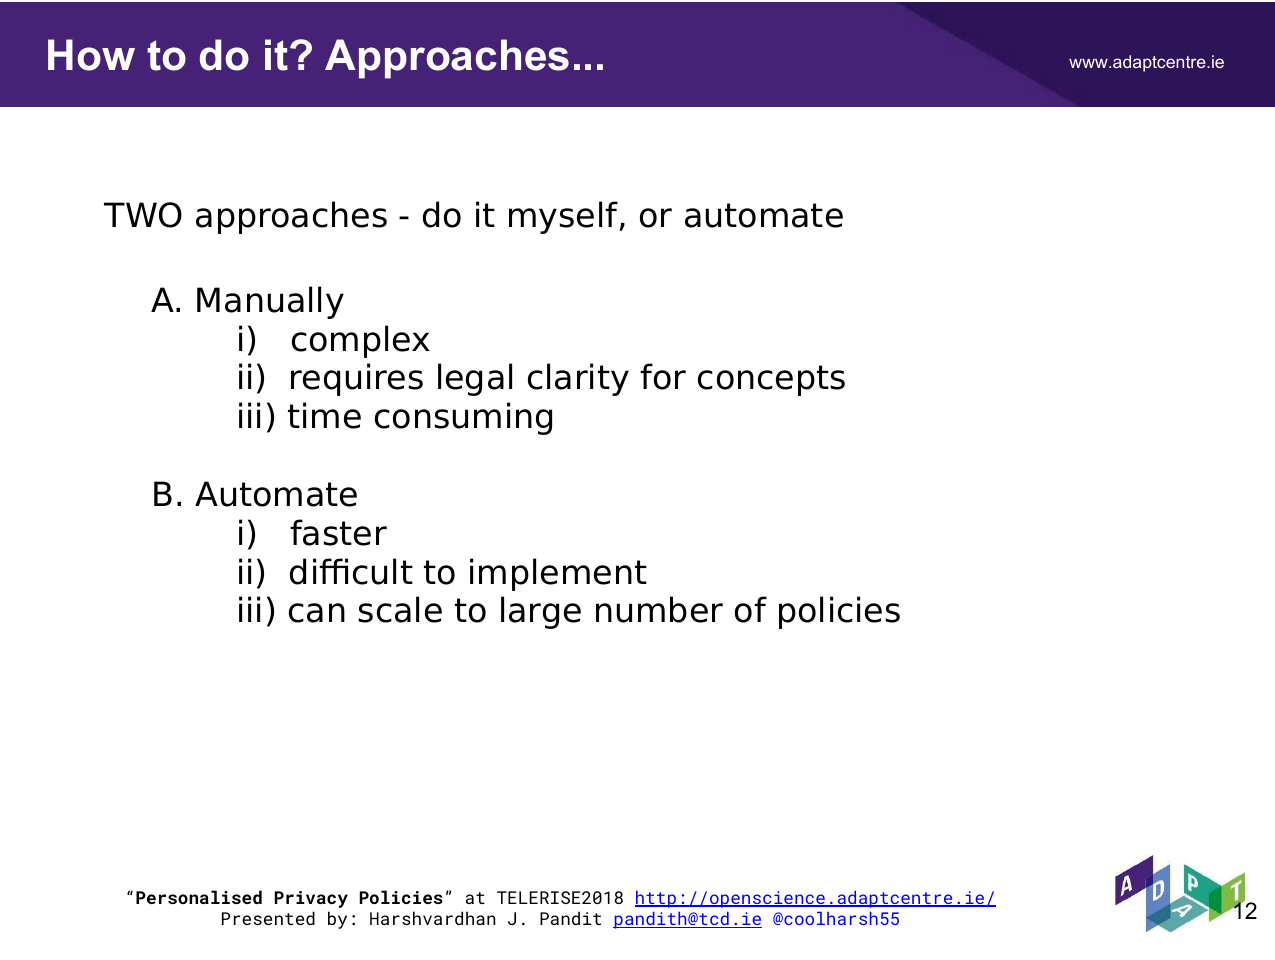 How to do it? Approaches...
www.adaptcentre.ie
TWO approaches - do it myself, or automate
A. Manually
i) complex
ii) requires legal clarity for concepts
iii) time consuming
B. Automate
i) faster
ii) difficult to implement
iii) can scale to large number of policies
“Personalised Privacy Policies” at TELERISE2018 http://openscience.adaptcentre.ie/
Presented by: Harshvardhan J. Pandit pandith@tcd.ie @coolharsh55
ADAPT
12